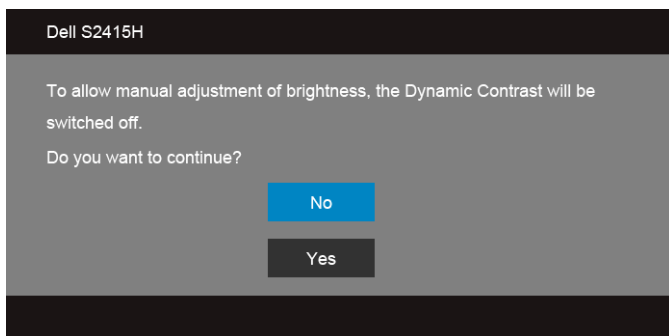 Dell S2415H
To allow manual adjustment of brightness, the Dynamic Contrast will be
switched off.
Do you want to continue?
No
Yes